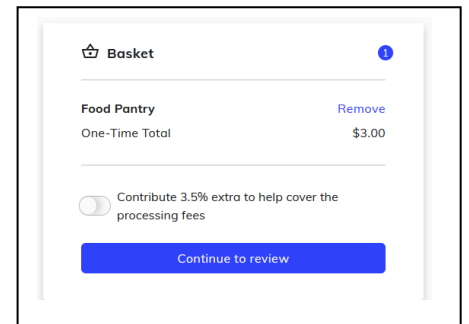 Basket 1
Food Pantry Remove
One-Time Total $3.00
Contribute 3.5% extra to help cover the
processing fees
Continue to review